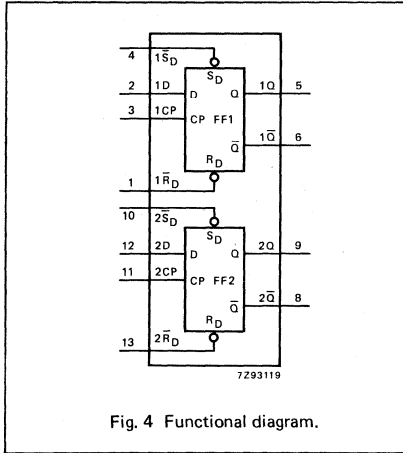 4 1S̅D
SD
2 1D D Q 1Q 5
3 1CP CP FF1
Q̅ 1Q̅ 6
RD
1 1R̅D
10 2S̅D
SD
12 2D D Q 2Q 9
11 2CP CP FF2
Q̅ 2Q̅ 8
RD
13 2R̅D
7Z93119
Fig. 4 Functional diagram.